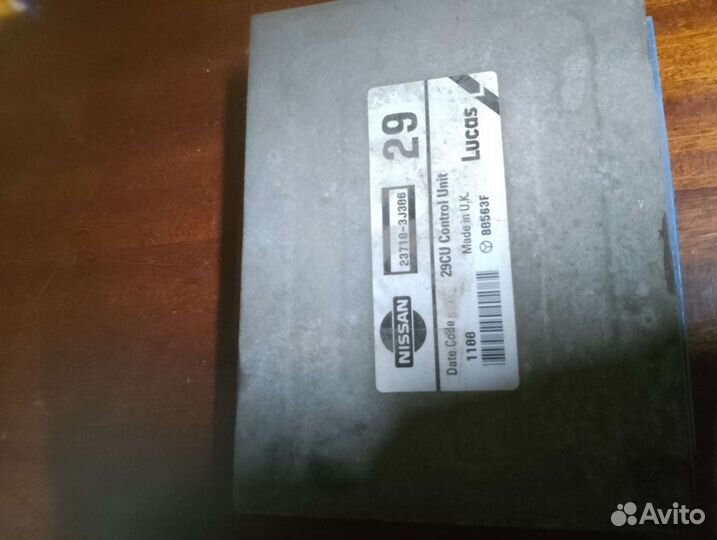 NISSAN
23710-3J306
29
Date Code
29CU Control Unit
1100
Made in U.K.
80563F
Lucas
Avito